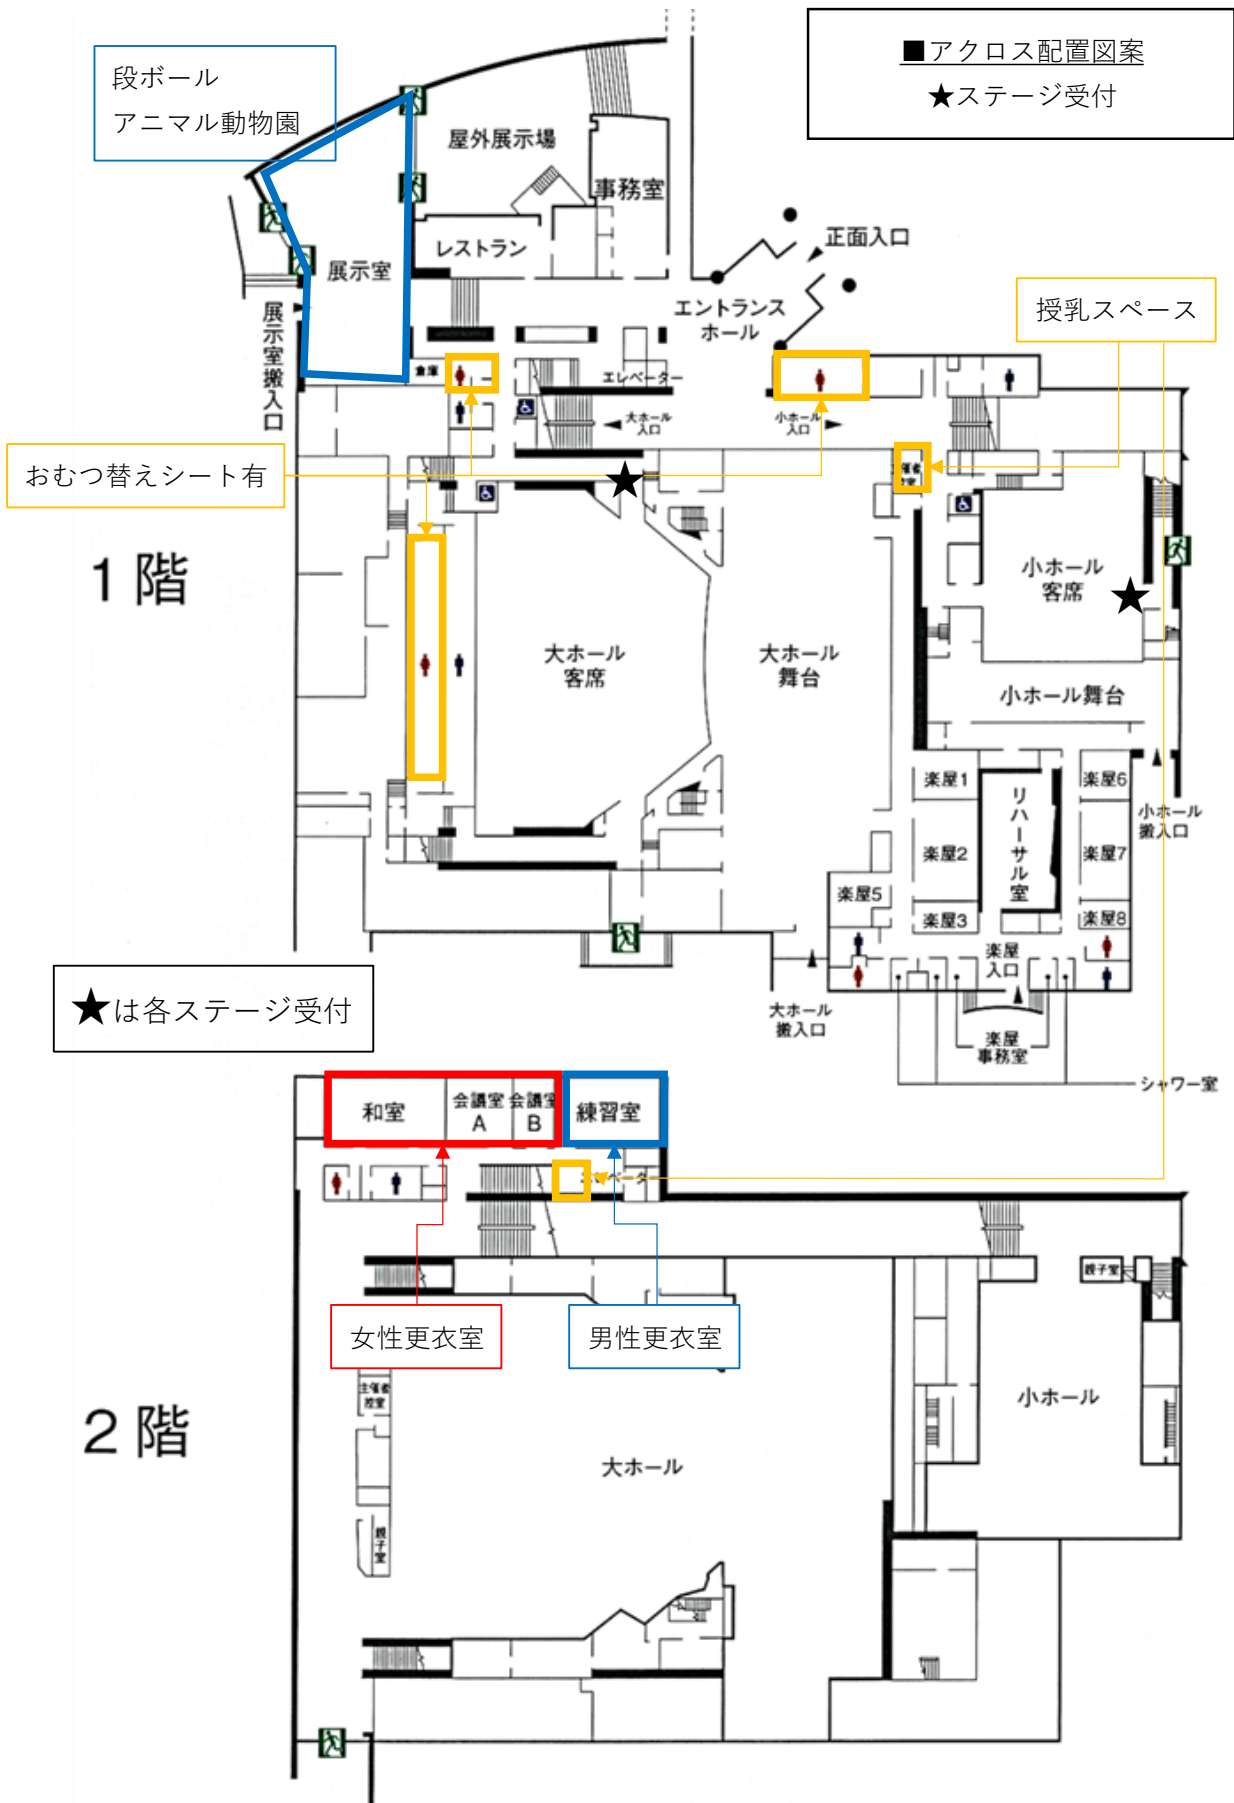 ■アクロス配置図案
★ステージ受付
段ボール
アニマル動物園
屋外展示場
事務室
レストラン
展示室
正面入口
エントランス
ホール
授乳スペース
展示室搬入口
倉庫
エレベーター
大ホール
入口
小ホール
入口
おむつ替えシート有
★
1階
小ホール
客席
★
大ホール
客席
大ホール
舞台
小ホール舞台
楽屋1
楽屋6
リハーサル室
小ホール
搬入口
楽屋2
楽屋7
楽屋5
楽屋3
楽屋8
楽屋
入口
★は各ステージ受付
大ホール
搬入口
楽屋
事務室
シャワー室
和室
会議室
A
会議室
B
練習室
エレベーター
親子室
女性更衣室
男性更衣室
主催者
控室
小ホール
2階
大ホール
親子室